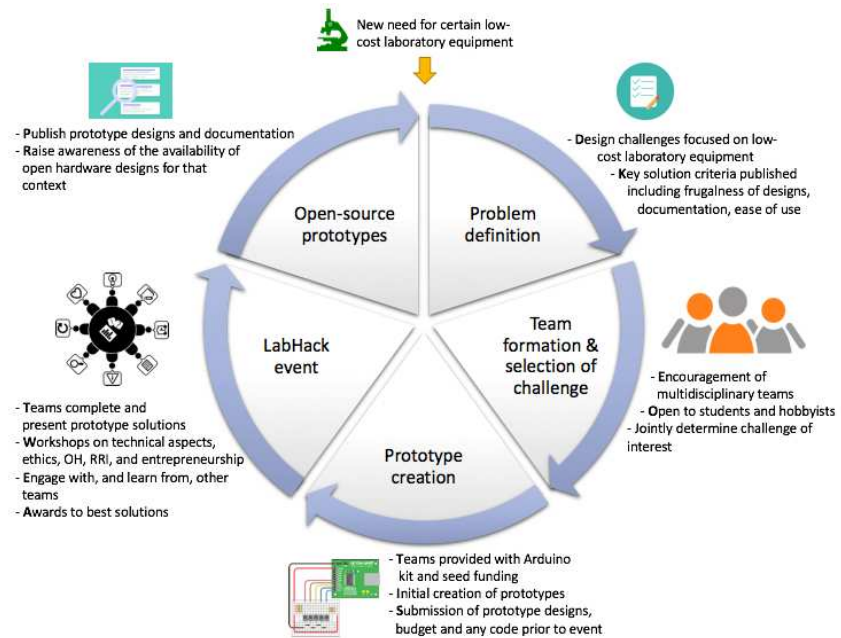 New need for certain low-
cost laboratory equipment
- Publish prototype designs and documentation
- Raise awareness of the availability of
open hardware designs for that
context
- Design challenges focused on low-
cost laboratory equipment
- Key solution criteria published
including frugalness of designs,
documentation, ease of use
Open-source
prototypes
Problem
definition
LabHack
event
Team
formation &
selection of
challenge
Prototype
creation
- Encouragement of
multidisciplinary teams
- Open to students and hobbyists
- Jointly determine challenge of
interest
- Teams complete and
present prototype solutions
- Workshops on technical aspects,
ethics, OH, RRI, and entrepreneurship
- Engage with, and learn from, other
teams
- Awards to best solutions
- Teams provided with Arduino
kit and seed funding
- Initial creation of prototypes
- Submission of prototype designs,
budget and any code prior to event